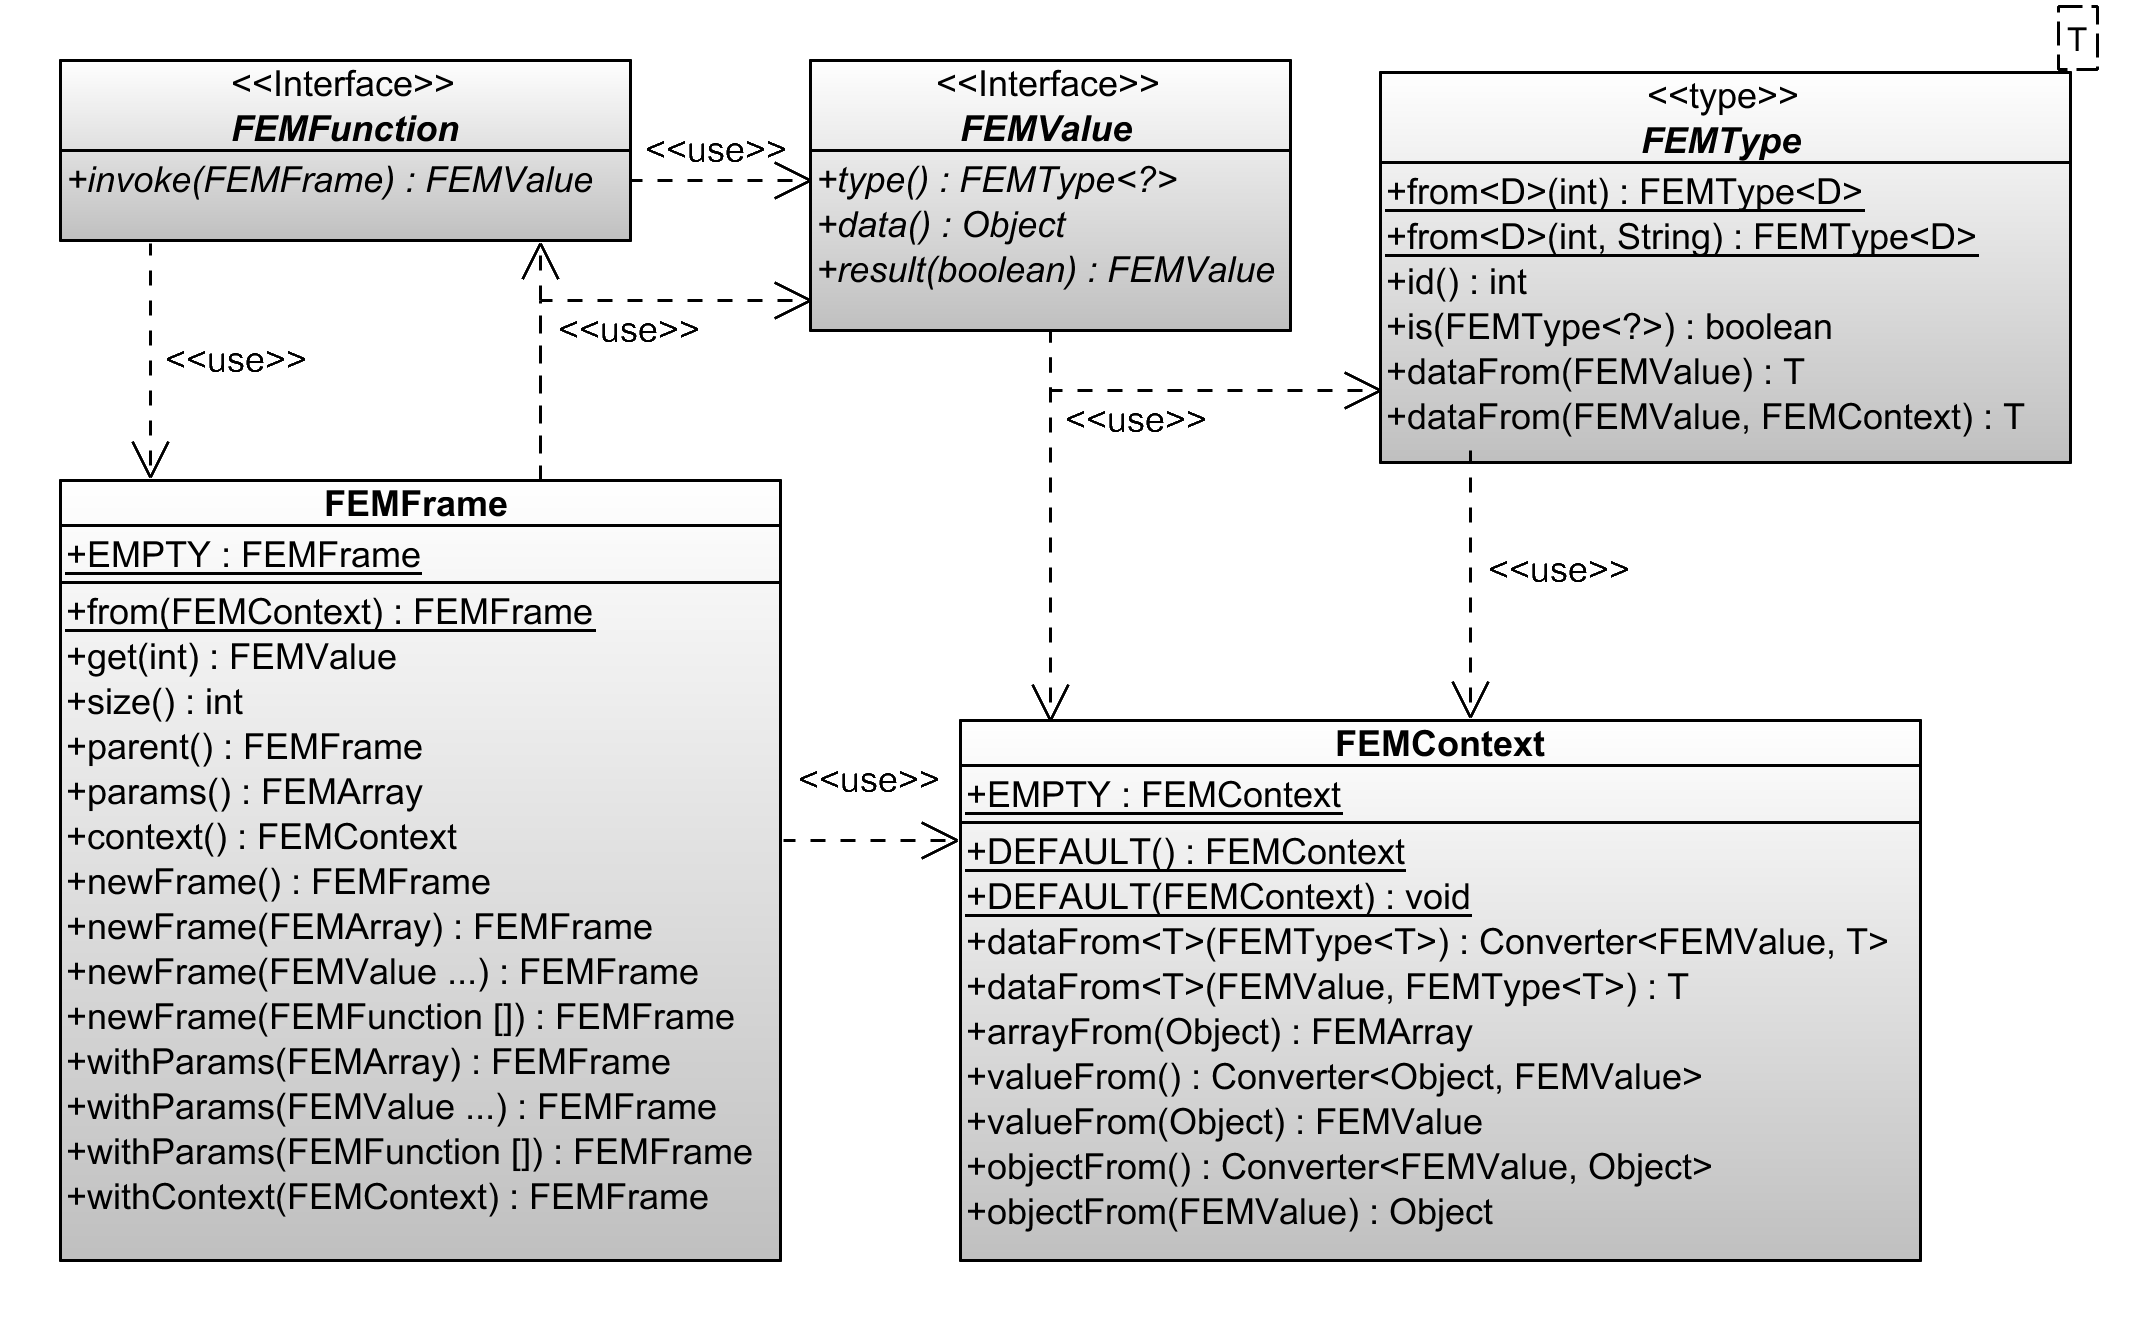 <<Interface>>
FEMFunction
+invoke(FEMFrame) : FEMValue
<<use>>
<<Interface>>
FEMValue
+type() : FEMType<?>
+data() : Object
+result(boolean) : FEMValue
T
<<type>>
FEMType
+from<D>(int) : FEMType<D>
+from<D>(int, String) : FEMType<D>
+id() : int
+is(FEMType<?>) : boolean
+dataFrom(FEMValue) : T
+dataFrom(FEMValue, FEMContext) : T
<<use>>
<<use>>
<<use>>
<<use>>
FEMFrame
+EMPTY : FEMFrame
+from(FEMContext) : FEMFrame
+get(int) : FEMValue
+size() : int
+parent() : FEMFrame
+params() : FEMArray
+context() : FEMContext
+newFrame() : FEMFrame
+newFrame(FEMArray) : FEMFrame
+newFrame(FEMValue ...) : FEMFrame
+newFrame(FEMFunction []) : FEMFrame
+withParams(FEMArray) : FEMFrame
+withParams(FEMValue ...) : FEMFrame
+withParams(FEMFunction []) : FEMFrame
+withContext(FEMContext) : FEMFrame
<<use>>
FEMContext
+EMPTY : FEMContext
+DEFAULT() : FEMContext
+DEFAULT(FEMContext) : void
+dataFrom<T>(FEMType<T>) : Converter<FEMValue, T>
+dataFrom<T>(FEMValue, FEMType<T>) : T
+arrayFrom(Object) : FEMArray
+valueFrom() : Converter<Object, FEMValue>
+valueFrom(Object) : FEMValue
+objectFrom() : Converter<FEMValue, Object>
+objectFrom(FEMValue) : Object